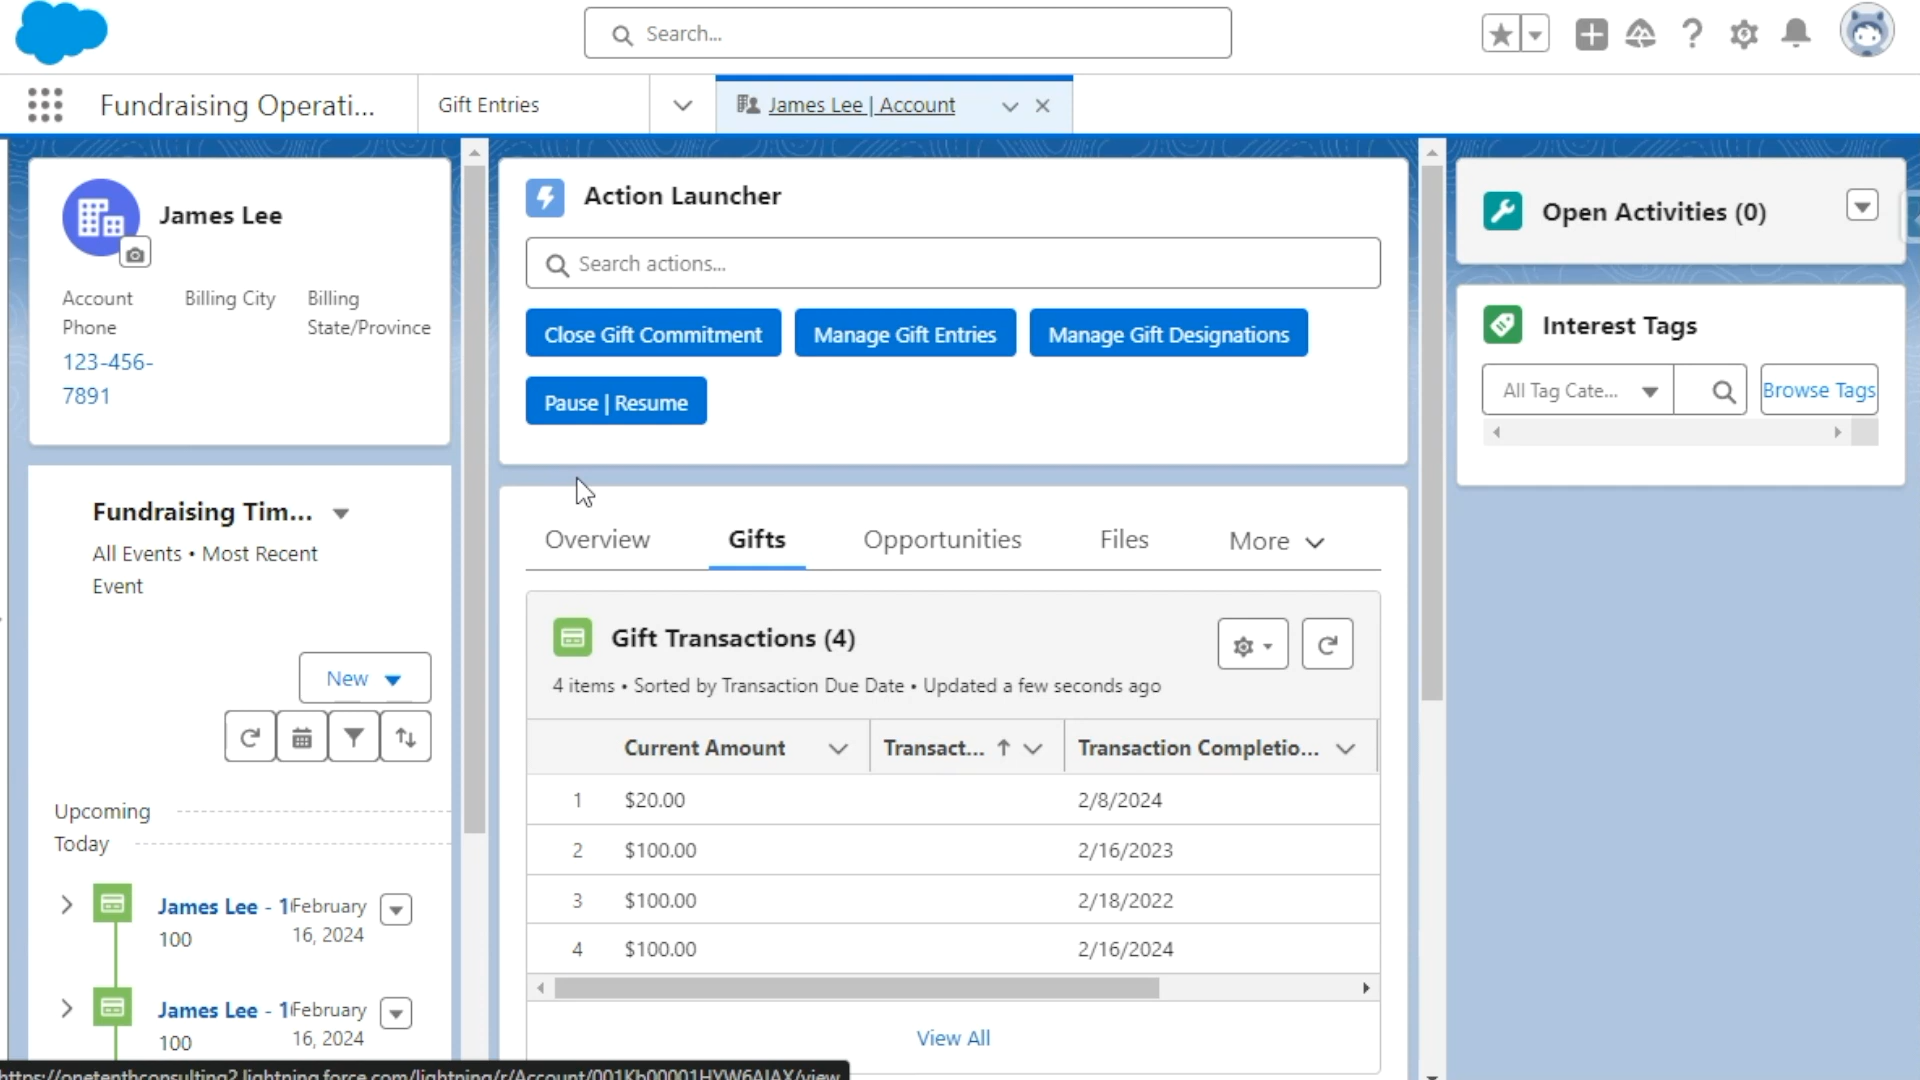 Search...
Fundraising Operati...
Gift Entries
James Lee | Account
James Lee
Account
Phone
123-456-
7891
Billing City
Billing
State/Province
Fundraising Tim...
All Events • Most Recent
Event
New
Upcoming
Today
James Lee - 1
February
16, 2024
100
James Lee - 1
February
16, 2024
100
Action Launcher
Search actions...
Close Gift Commitment
Manage Gift Entries
Manage Gift Designations
Pause | Resume
Overview
Gifts
Opportunities
Files
More
Gift Transactions (4)
4 items • Sorted by Transaction Due Date • Updated a few seconds ago
Current Amount
Transact...
Transaction Completio...
1 $20.00 2/8/2024
2 $100.00 2/16/2023
3 $100.00 2/18/2022
4 $100.00 2/16/2024
View All
Open Activities (0)
Interest Tags
All Tag Cate...
Browse Tags